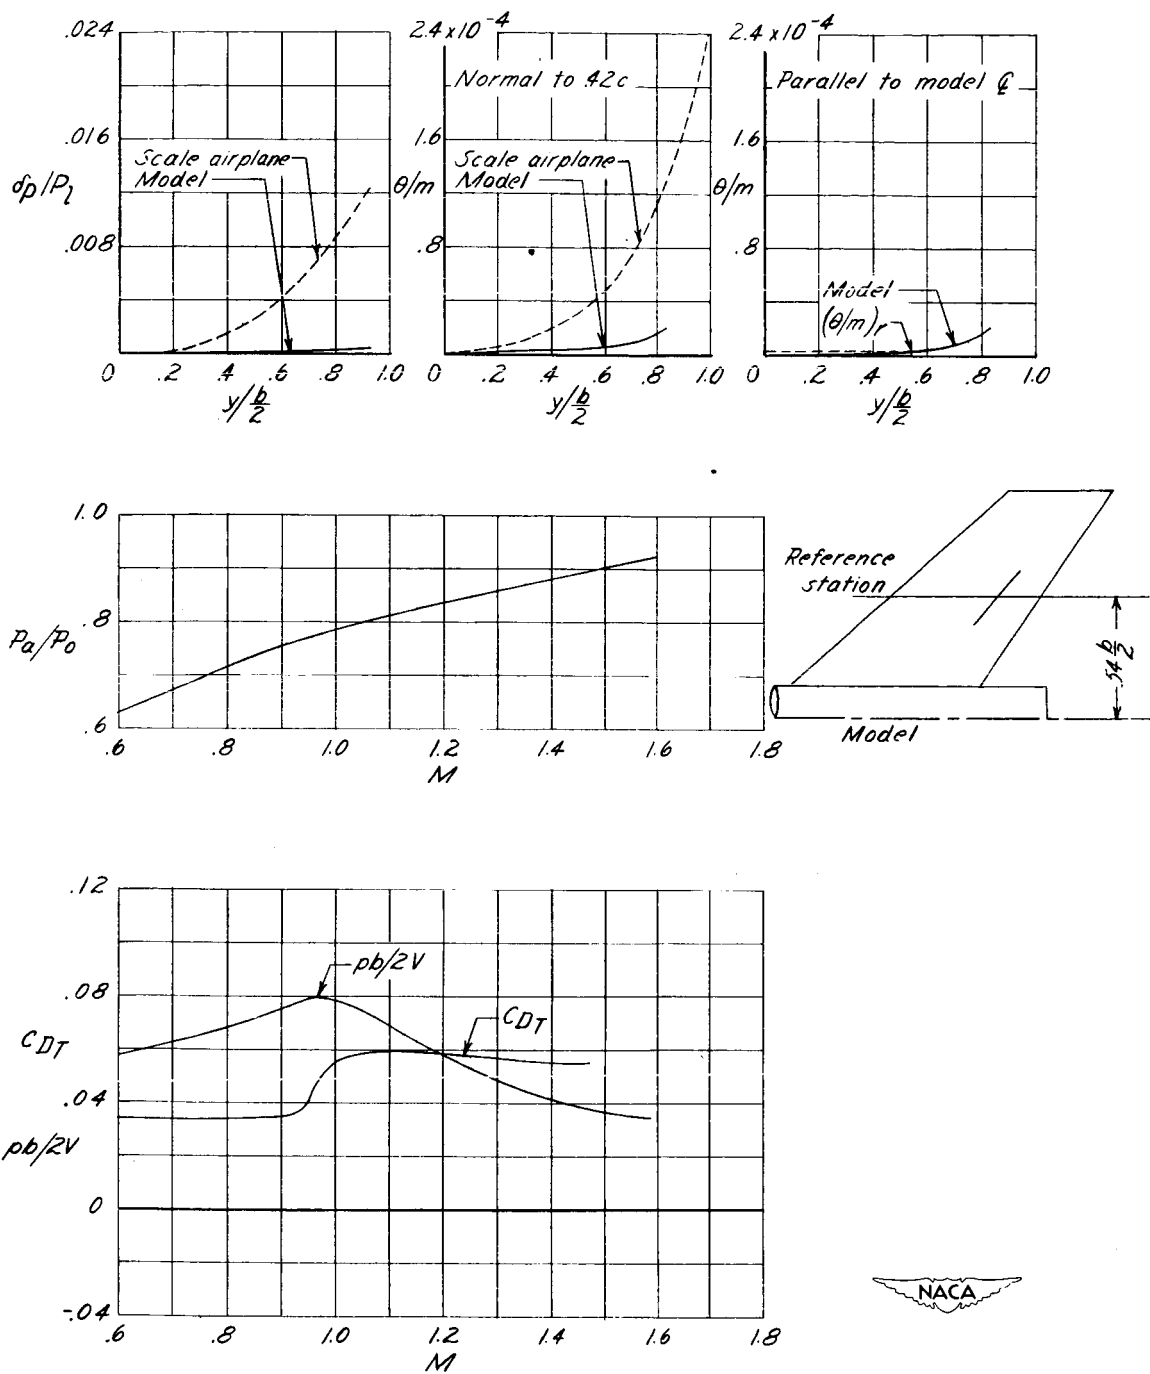 .024
.016
.008
δp/P₁
Scale airplane
Model
0 .2 .4 .6 .8 1.0
y/b/2
2.4 x 10⁻⁴
1.6
.8
θ/m
Normal to .42c
Scale airplane
Model
0 .2 .4 .6 .8 1.0
y/b/2
2.4 x 10⁻⁴
1.6
.8
θ/m
Parallel to model ℄
Model
(θ/m)r
0 .2 .4 .6 .8 1.0
y/b/2
1.0
.8
.6
Pa/Po
.6 .8 1.0 1.2 1.4 1.6 1.8
M
Reference
station
.54 b/2
Model
.12
.08
.04
0
-.04
CDT
pb/2V
pb/2V
CDT
.6 .8 1.0 1.2 1.4 1.6 1.8
M
NACA